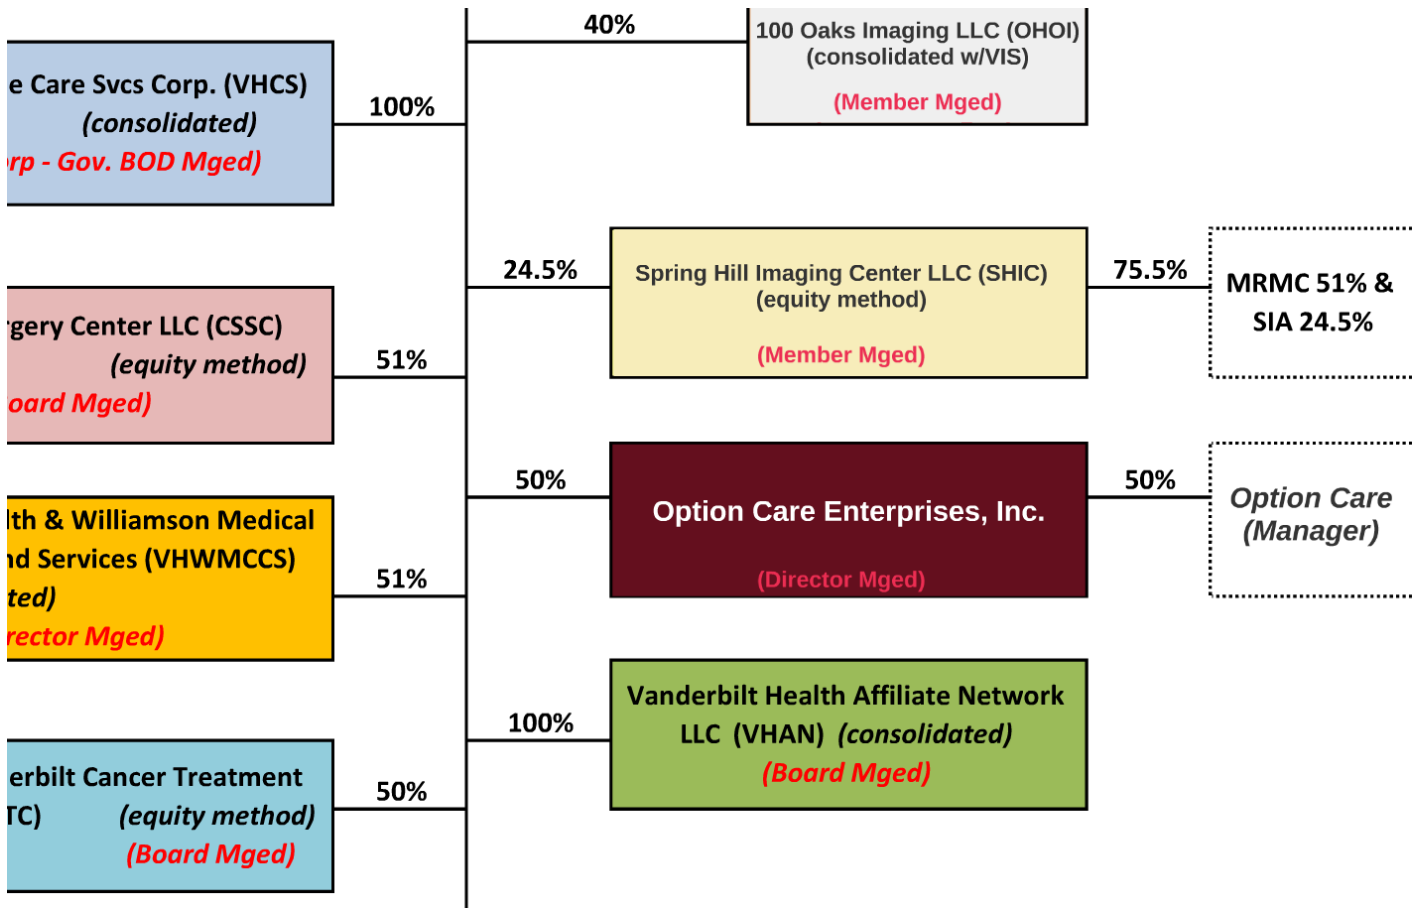 40%
100 Oaks Imaging LLC (OHOI)
(consolidated w/VIS)
(Member Mged)
e Care Svcs Corp. (VHCS)
(consolidated)
rp - Gov. BOD Mged)
100%
24.5%
Spring Hill Imaging Center LLC (SHIC)
(equity method)
(Member Mged)
75.5%
MRMC 51% &
SIA 24.5%
rgery Center LLC (CSSC)
(equity method)
oard Mged)
51%
50%
Option Care Enterprises, Inc.
(Director Mged)
50%
Option Care
(Manager)
lth & Williamson Medical
nd Services (VHWMCCS)
ted)
rector Mged)
51%
100%
Vanderbilt Health Affiliate Network
LLC (VHAN) (consolidated)
(Board Mged)
erbilt Cancer Treatment
TC) (equity method)
(Board Mged)
50%